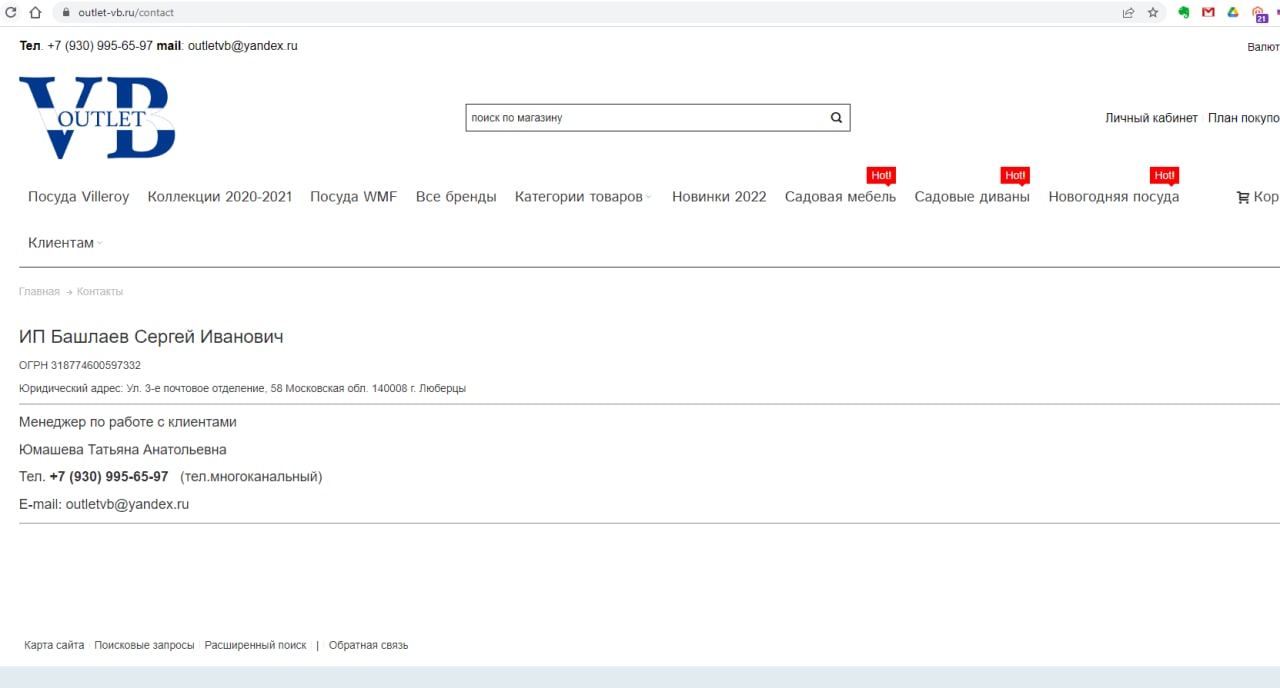 outlet-vb.ru/contact
21
Тел. +7 (930) 995-65-97 mail: outletvb@yandex.ru
Валют
VB
OUTLET
поиск по магазину
Личный кабинет План покупо
Hot! Hot! Hot!
Посуда Villeroy Коллекции 2020-2021 Посуда WMF Все бренды Категории товаров Новинки 2022 Садовая мебель Садовые диваны Новогодняя посуда Кор
Клиентам
Главная → Контакты
ИП Башлаев Сергей Иванович
ОГРН 318774600597332
Юридический адрес: Ул. 3-е почтовое отделение, 58 Московская обл. 140008 г. Люберцы
Менеджер по работе с клиентами
Юмашева Татьяна Анатольевна
Тел. +7 (930) 995-65-97 (тел.многоканальный)
E-mail: outletvb@yandex.ru
Карта сайта Поисковые запросы Расширенный поиск | Обратная связь